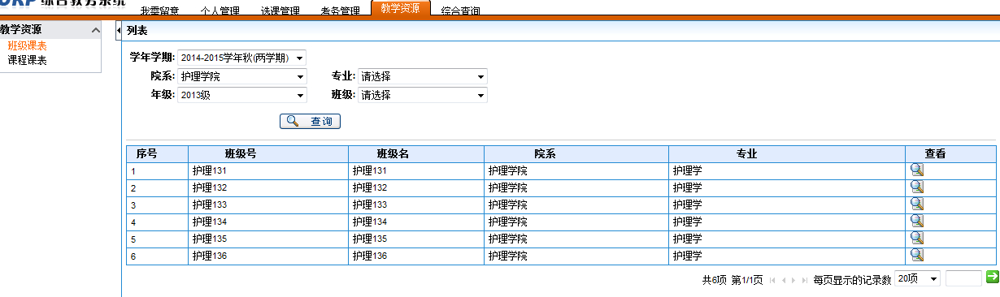 URP 综合教务系统
我需留意 个人管理 选课管理 考务管理 教学资源 综合查询
教学资源
班级课表
课程课表
列表
学年学期: 2014-2015学年秋(两学期)
院系: 护理学院 专业: 请选择
年级: 2013级 班级: 请选择
查询
序号 班级号 班级名 院系 专业 查看
1 护理131 护理131 护理学院 护理学
2 护理132 护理132 护理学院 护理学
3 护理133 护理133 护理学院 护理学
4 护理134 护理134 护理学院 护理学
5 护理135 护理135 护理学院 护理学
6 护理136 护理136 护理学院 护理学
共6项 第1/1页 每页显示的记录数 20项